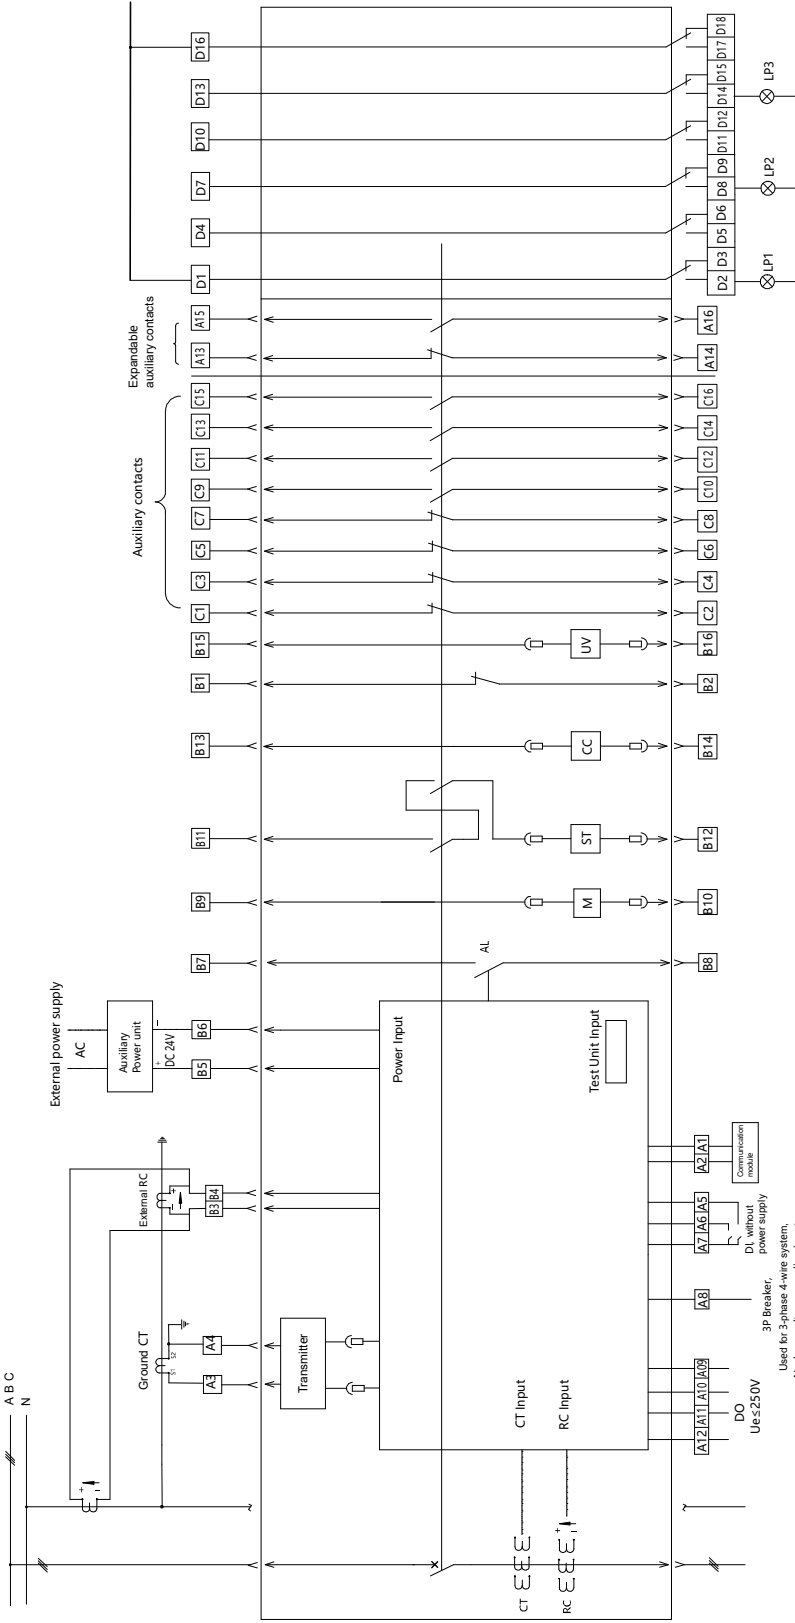 A B C
N
Ground CT
S1
S2
External RC
+
−
External power supply
AC
Auxiliary
Power unit
+
−
DC 24V
Auxiliary contacts
Expandable
auxiliary contacts
A3
A4
B3
B4
B5
B6
B7
B9
B11
B13
B1
B15
C1
C3
C5
C7
C9
C11
C13
C15
A13
A15
D1
D4
D7
D10
D13
D16
+
−
Transmitter
Power Input
CT Input
RC Input
Test Unit Input
AL
M
ST
CC
UV
CT
RC
+
−
A12
A11
A10
A09
A8
A7
A6
A5
A2
A1
B8
B10
B12
B14
B2
B16
C2
C4
C6
C8
C10
C12
C14
C16
A14
A16
D2
D3
D5
D6
D8
D9
D11
D12
D14
D15
D17
D18
DO
Ue≤250V
3P Breaker,
Used for 3-phase 4-wire system,
DI, without
power supply
Communication
module
LP1
LP2
LP3